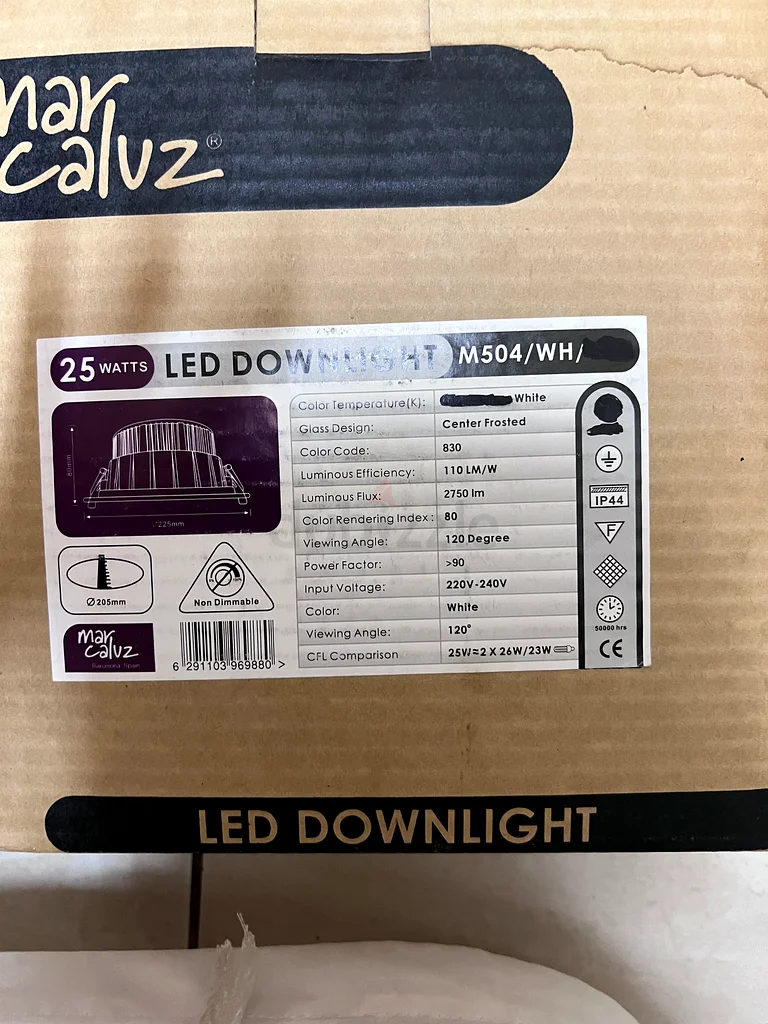 mar
caluz®
25 WATTS LED DOWNLIGHT M504/WH/
Color Temperature(K): White
Glass Design: Center Frosted
Color Code: 830
Luminous Efficiency: 110 LM/W
Luminous Flux: 2750 lm
Color Rendering Index : 80
Viewing Angle: 120 Degree
Power Factor: >90
Input Voltage: 220V-240V
Color: White
Viewing Angle: 120°
CFL Comparison 25W≈2 X 26W/23W
80mm
⌀225mm
⌀205mm
Non Dimmable
mar
caluz
Barcelona Spain
6 291103 969880 >
IP44
F
50000 hrs
CE
LED DOWNLIGHT